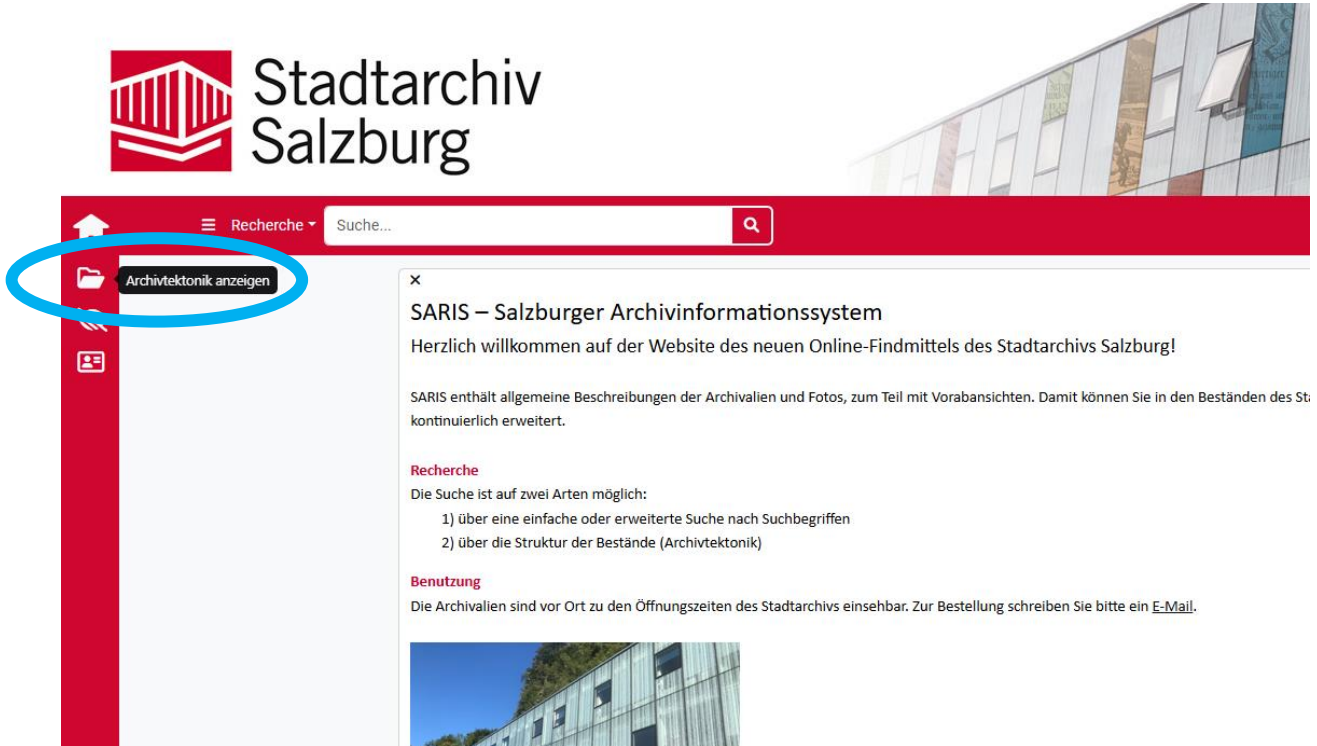 Stadtarchiv
Salzburg
Recherche
Suche...
Archivtektonik anzeigen
SARIS – Salzburger Archivinformationssystem
Herzlich willkommen auf der Website des neuen Online-Findmittels des Stadtarchivs Salzburg!
SARIS enthält allgemeine Beschreibungen der Archivalien und Fotos, zum Teil mit Vorabansichten. Damit können Sie in den Beständen des Sta
kontinuierlich erweitert.
Recherche
Die Suche ist auf zwei Arten möglich:
1) über eine einfache oder erweiterte Suche nach Suchbegriffen
2) über die Struktur der Bestände (Archivtektonik)
Benutzung
Die Archivalien sind vor Ort zu den Öffnungszeiten des Stadtarchivs einsehbar. Zur Bestellung schreiben Sie bitte ein E-Mail.